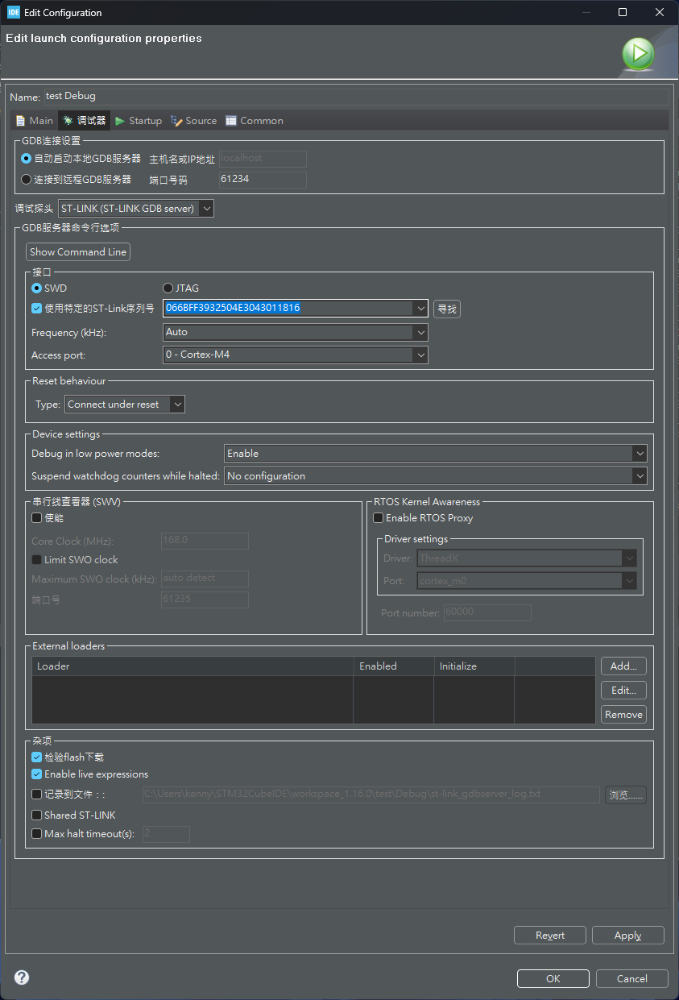 IDE Edit Configuration
Edit launch configuration properties
Name: test Debug
Main 调试器 Startup Source Common
GDB连接设置
自动启动本地GDB服务器 主机名或IP地址 localhost
连接到远程GDB服务器 端口号码 61234
调试探头 ST-LINK (ST-LINK GDB server)
GDB服务器命令行选项
Show Command Line
接口
SWD JTAG
使用特定的ST-Link序列号 066BFF3932504E3043011816 寻找
Frequency (kHz): Auto
Access port: 0 - Cortex-M4
Reset behaviour
Type: Connect under reset
Device settings
Debug in low power modes: Enable
Suspend watchdog counters while halted: No configuration
串行线查看器 (SWV)
使能
Core Clock (MHz): 168.0
Limit SWO clock
Maximum SWO clock (kHz): auto detect
端口号 61235
RTOS Kernel Awareness
Enable RTOS Proxy
Driver settings
Driver: ThreadX
Port: cortex_m0
Port number: 60000
External loaders
Loader Enabled Initialize
Add...
Edit...
Remove
杂项
检验flash下载
Enable live expressions
记录到文件：: C:\Users\kenny\STM32CubeIDE\workspace_1.16.0\test\Debug\st-link_gdbserver_log.txt 浏览......
Shared ST-LINK
Max halt timeout(s): 2
Revert Apply
? OK Cancel